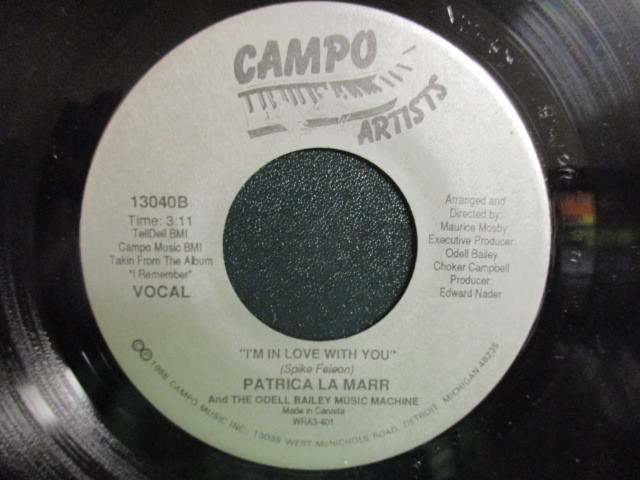 CAMPO
ARTISTS
13040B
Time: 3:11
TellDell BMI
Campo Music BMI
Takin From The Album
"I Remember"
VOCAL
Arranged and
Directed by:
Maurice Mosby
Executive Producer:
Odell Bailey
Choker Campbell
Producer:
Edward Nader
"I'M IN LOVE WITH YOU"
(Spike Feleon)
PATRICA LA MARR
And THE ODELL BAILEY MUSIC MACHINE
Made in Canada
WRA3-401
©℗ 1988 CAMPO MUSIC INC. 13039 WEST McNICHOLS ROAD, DETROIT, MICHIGAN 48235